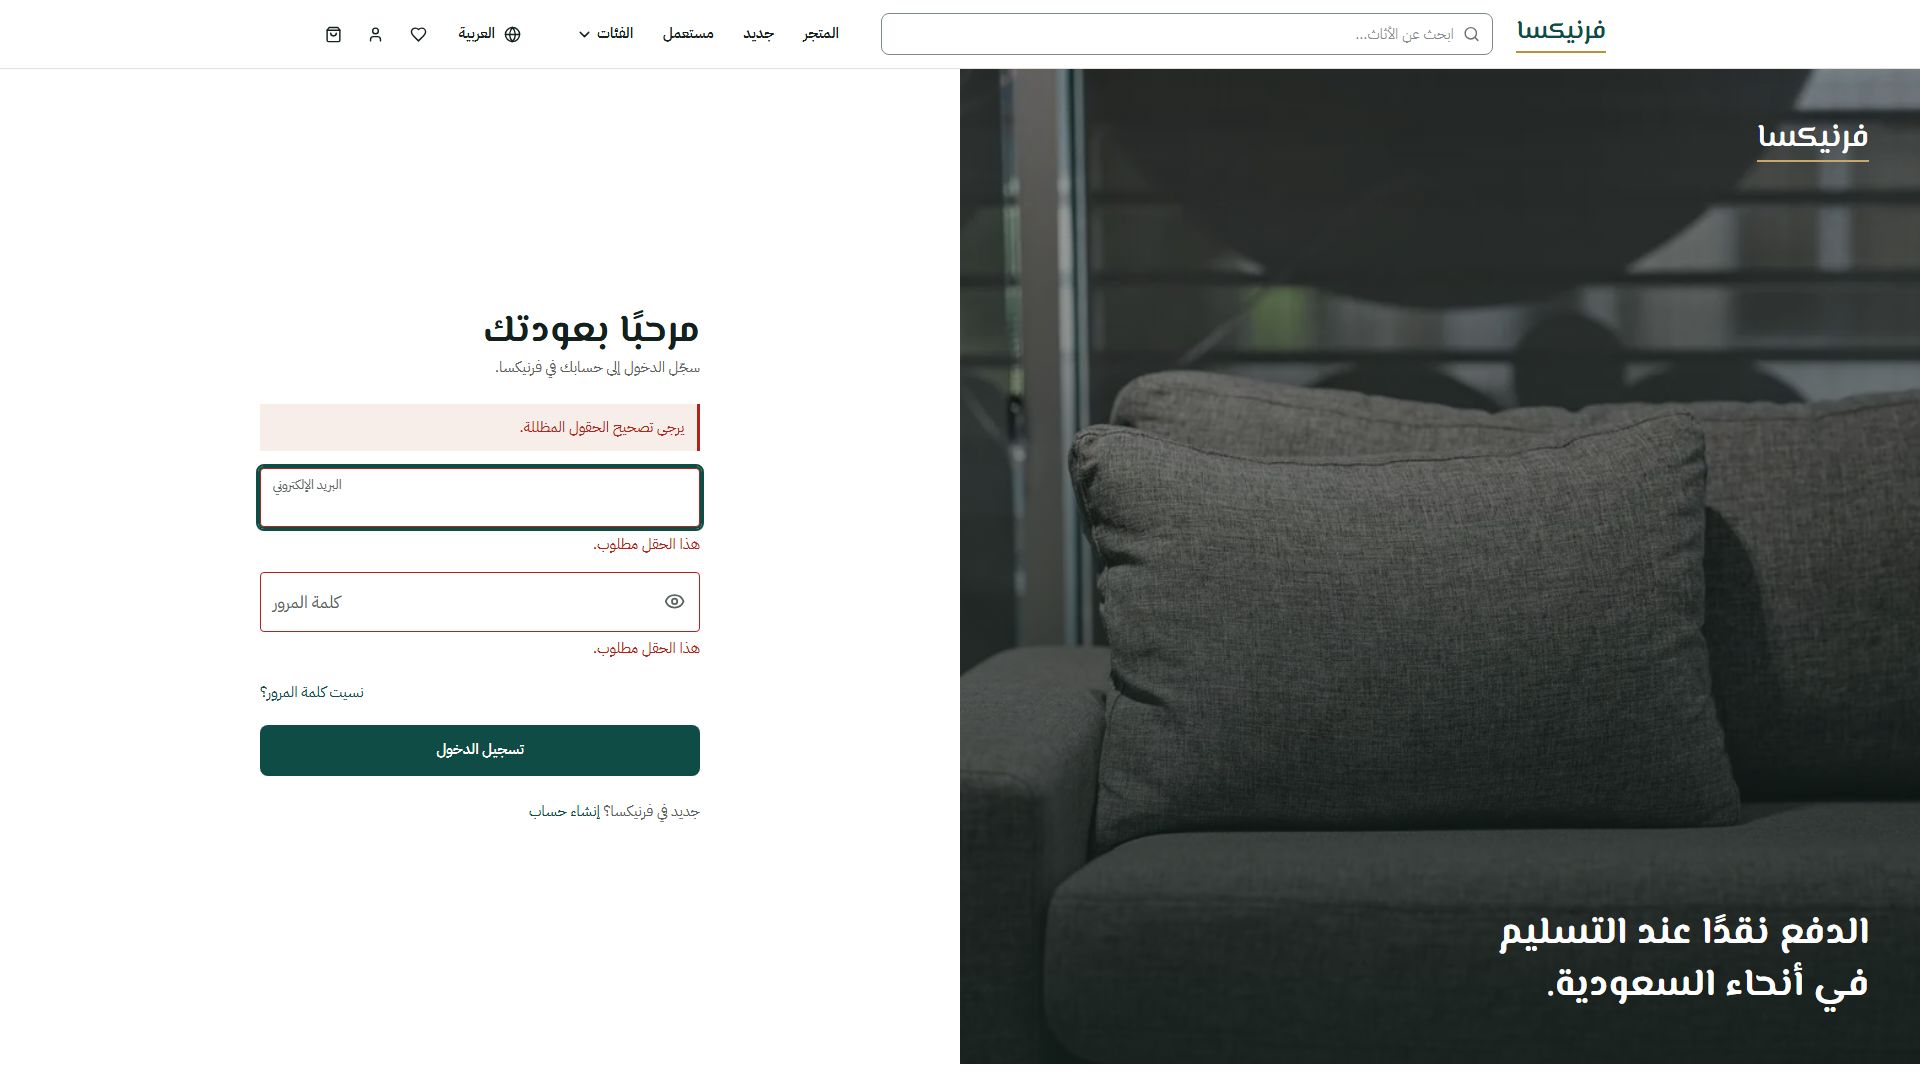 فرنيكسا
ابحث عن الأثاث...
المتجر
جديد
مستعمل
الفئات
العربية
فرنيكسا
مرحبًا بعودتك
سجّل الدخول إلى حسابك في فرنيكسا.
يرجى تصحيح الحقول المظللة.
البريد الإلكتروني
هذا الحقل مطلوب.
كلمة المرور
هذا الحقل مطلوب.
نسيت كلمة المرور؟
تسجيل الدخول
جديد في فرنيكسا؟ إنشاء حساب
الدفع نقدًا عند التسليم
في أنحاء السعودية.